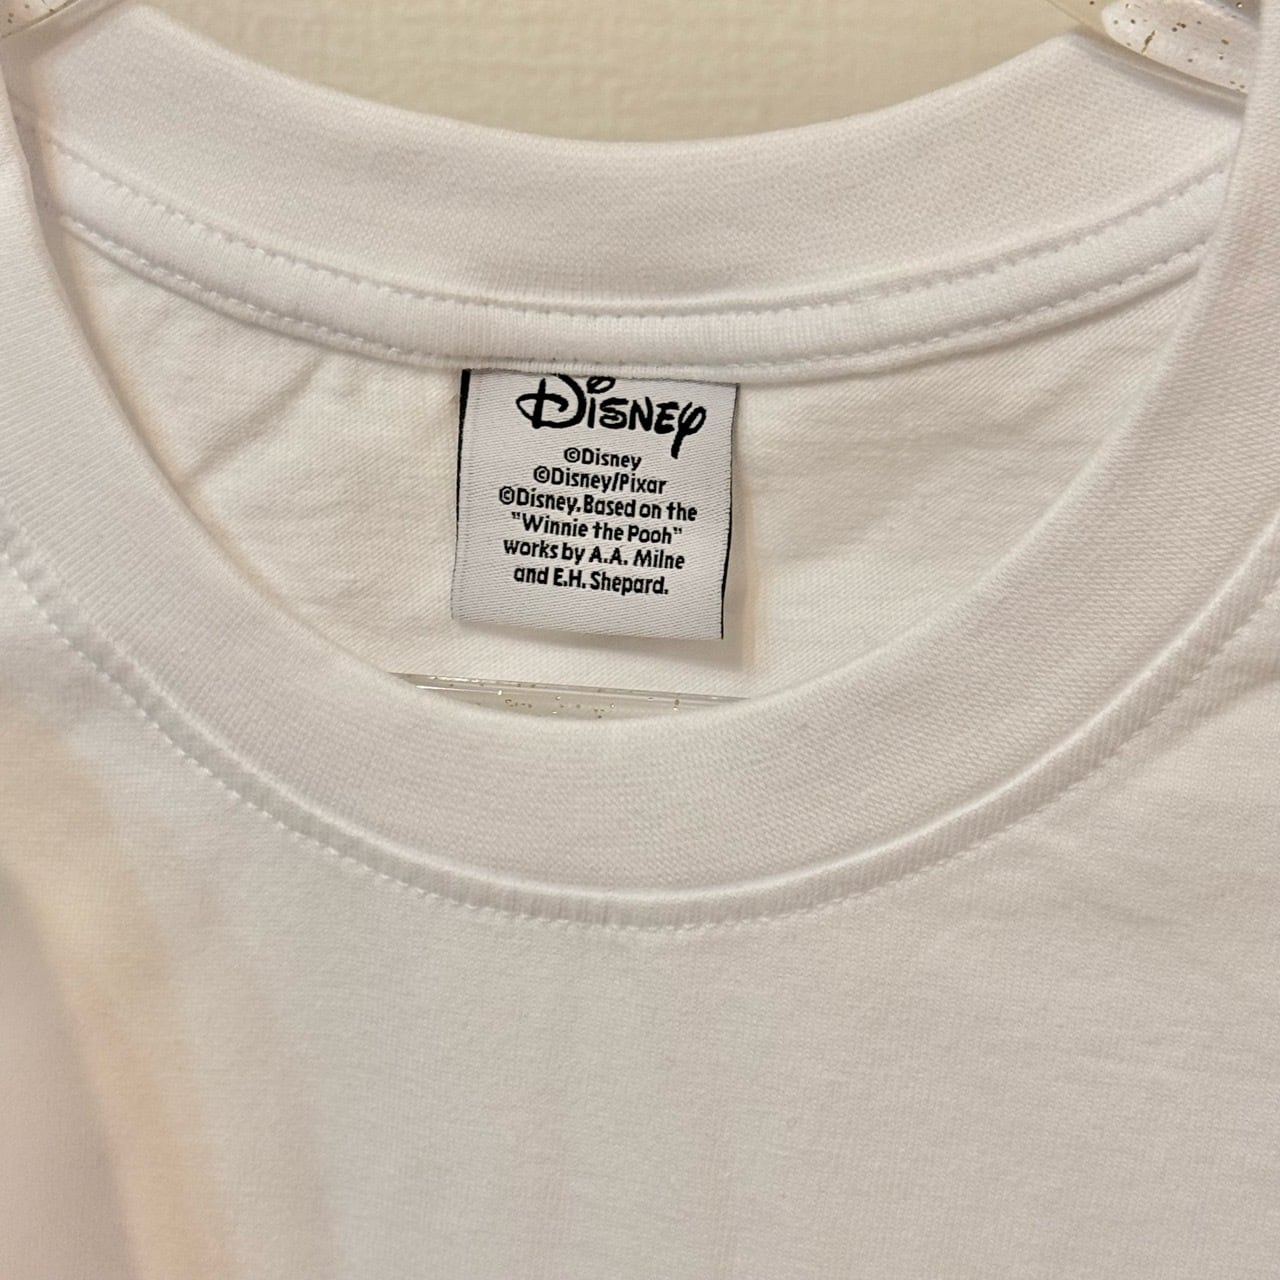 Disney
©Disney
©Disney/Pixar
©Disney.Based on the
"Winnie the Pooh"
works by A.A. Milne
and E.H. Shepard.